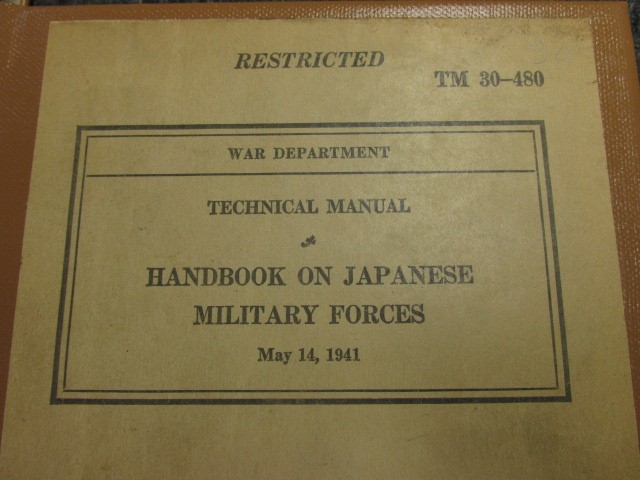 RESTRICTED
TM 30–480
WAR DEPARTMENT
TECHNICAL MANUAL
HANDBOOK ON JAPANESE
MILITARY FORCES
May 14, 1941